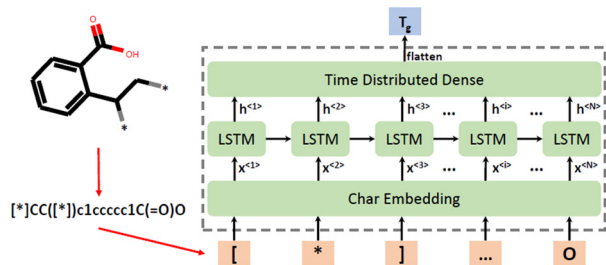 O
OH
*
*
[*]CC([*])c1ccccc1C(=O)O
T_g
flatten
Time Distributed Dense
h<1> h<2> h<3> ... h<i> ... h<N>
LSTM LSTM LSTM LSTM LSTM
x<1> x<2> x<3> ... x<i> ... x<N>
Char Embedding
[ * ] ... O